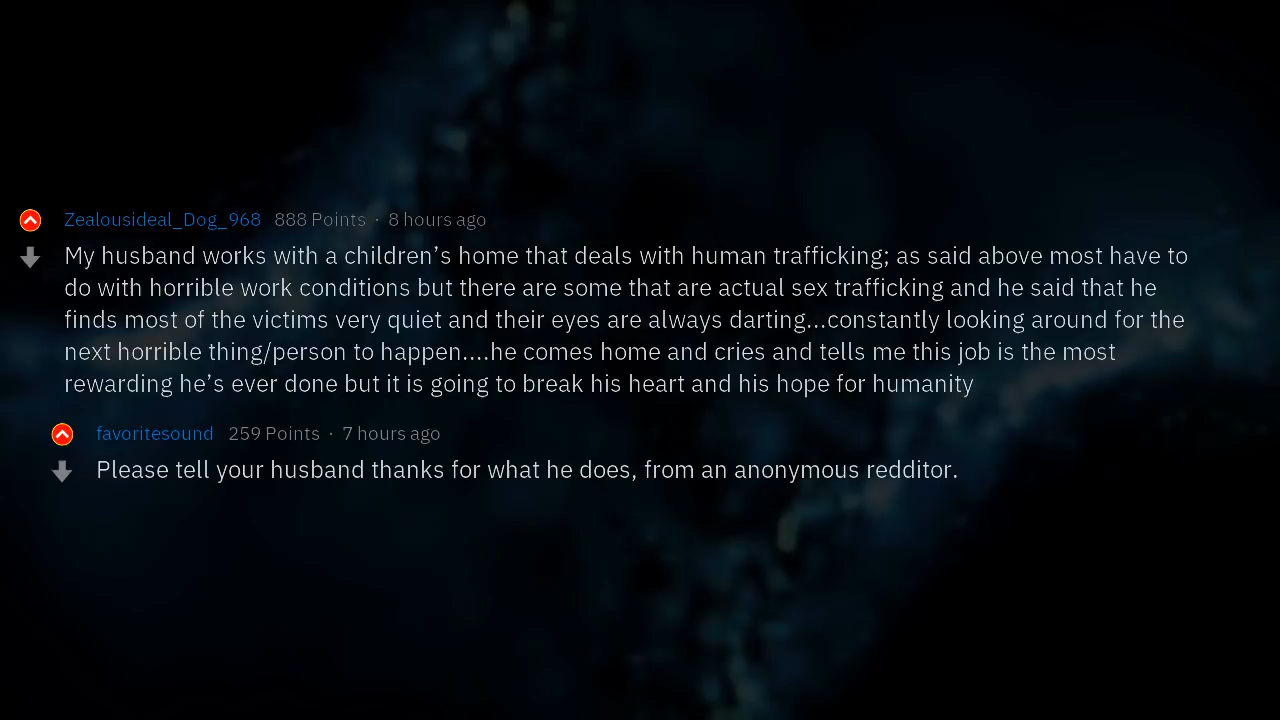 Zealousideal_Dog_968 888 Points · 8 hours ago
My husband works with a children’s home that deals with human trafficking; as said above most have to
do with horrible work conditions but there are some that are actual sex trafficking and he said that he
finds most of the victims very quiet and their eyes are always darting...constantly looking around for the
next horrible thing/person to happen....he comes home and cries and tells me this job is the most
rewarding he’s ever done but it is going to break his heart and his hope for humanity
favoritesound 259 Points · 7 hours ago
Please tell your husband thanks for what he does, from an anonymous redditor.